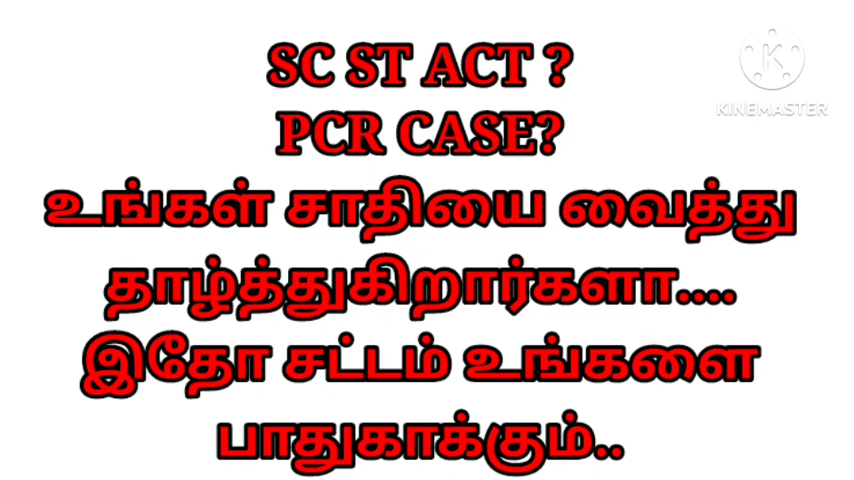 SC ST ACT ?
PCR CASE?
உங்கள் சாதியை வைத்து
தாழ்த்துகிறார்களா....
இதோ சட்டம் உங்களை
பாதுகாக்கும்..
K
KINEMASTER